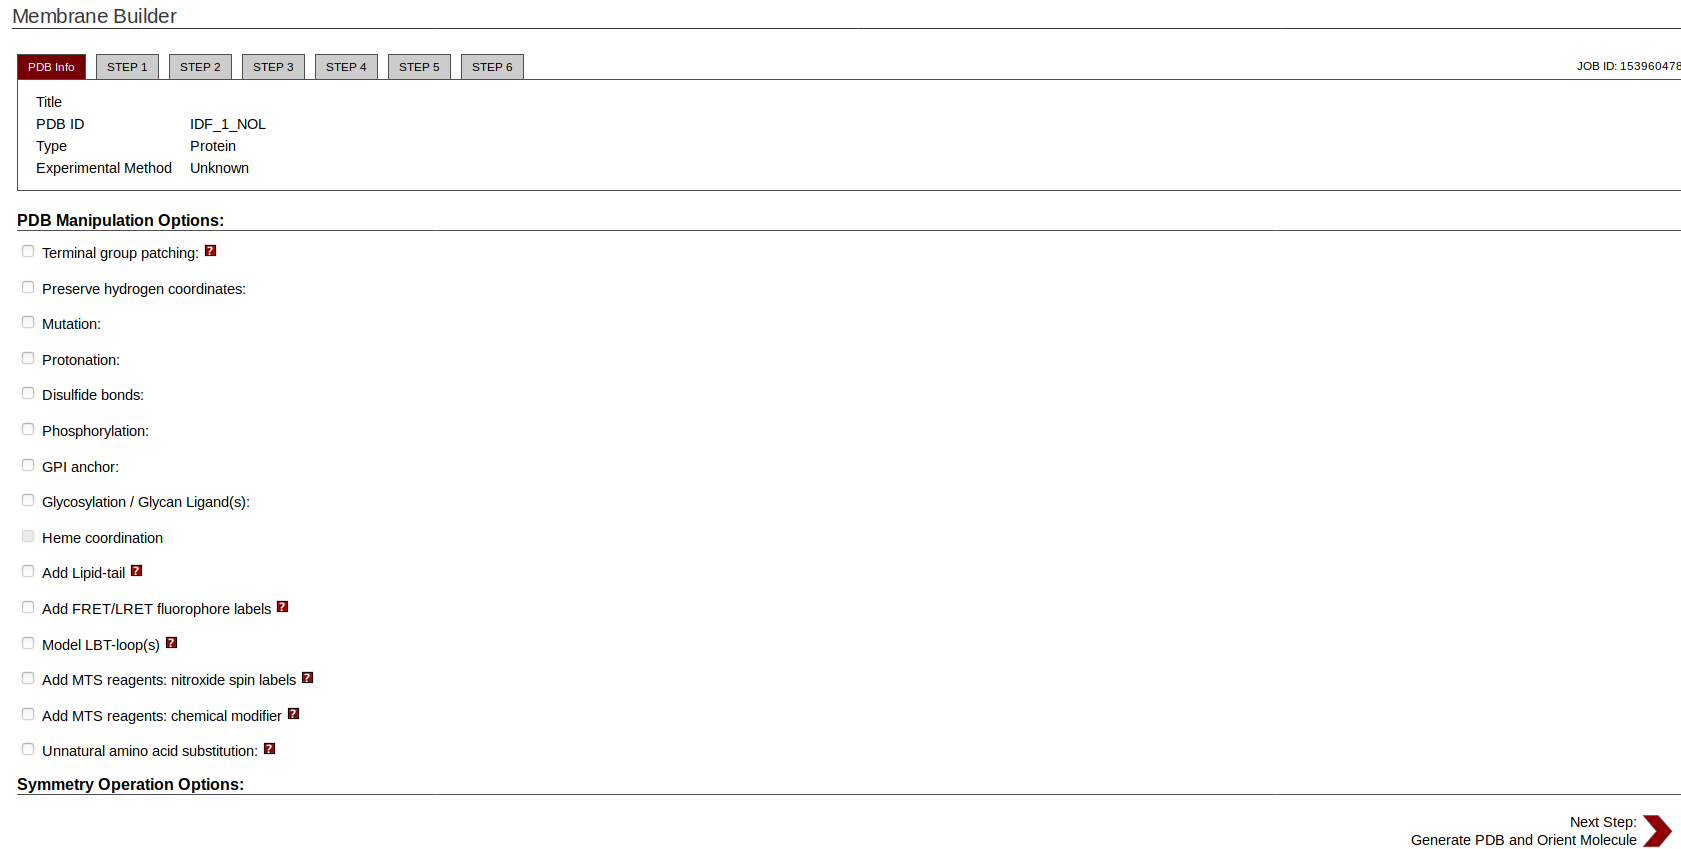 Membrane Builder
PDB Info STEP 1 STEP 2 STEP 3 STEP 4 STEP 5 STEP 6 JOB ID: 153960478
Title
PDB ID IDF_1_NOL
Type Protein
Experimental Method Unknown
PDB Manipulation Options:
Terminal group patching: ?
Preserve hydrogen coordinates:
Mutation:
Protonation:
Disulfide bonds:
Phosphorylation:
GPI anchor:
Glycosylation / Glycan Ligand(s):
Heme coordination
Add Lipid-tail ?
Add FRET/LRET fluorophore labels ?
Model LBT-loop(s) ?
Add MTS reagents: nitroxide spin labels ?
Add MTS reagents: chemical modifier ?
Unnatural amino acid substitution: ?
Symmetry Operation Options:
Next Step:
Generate PDB and Orient Molecule